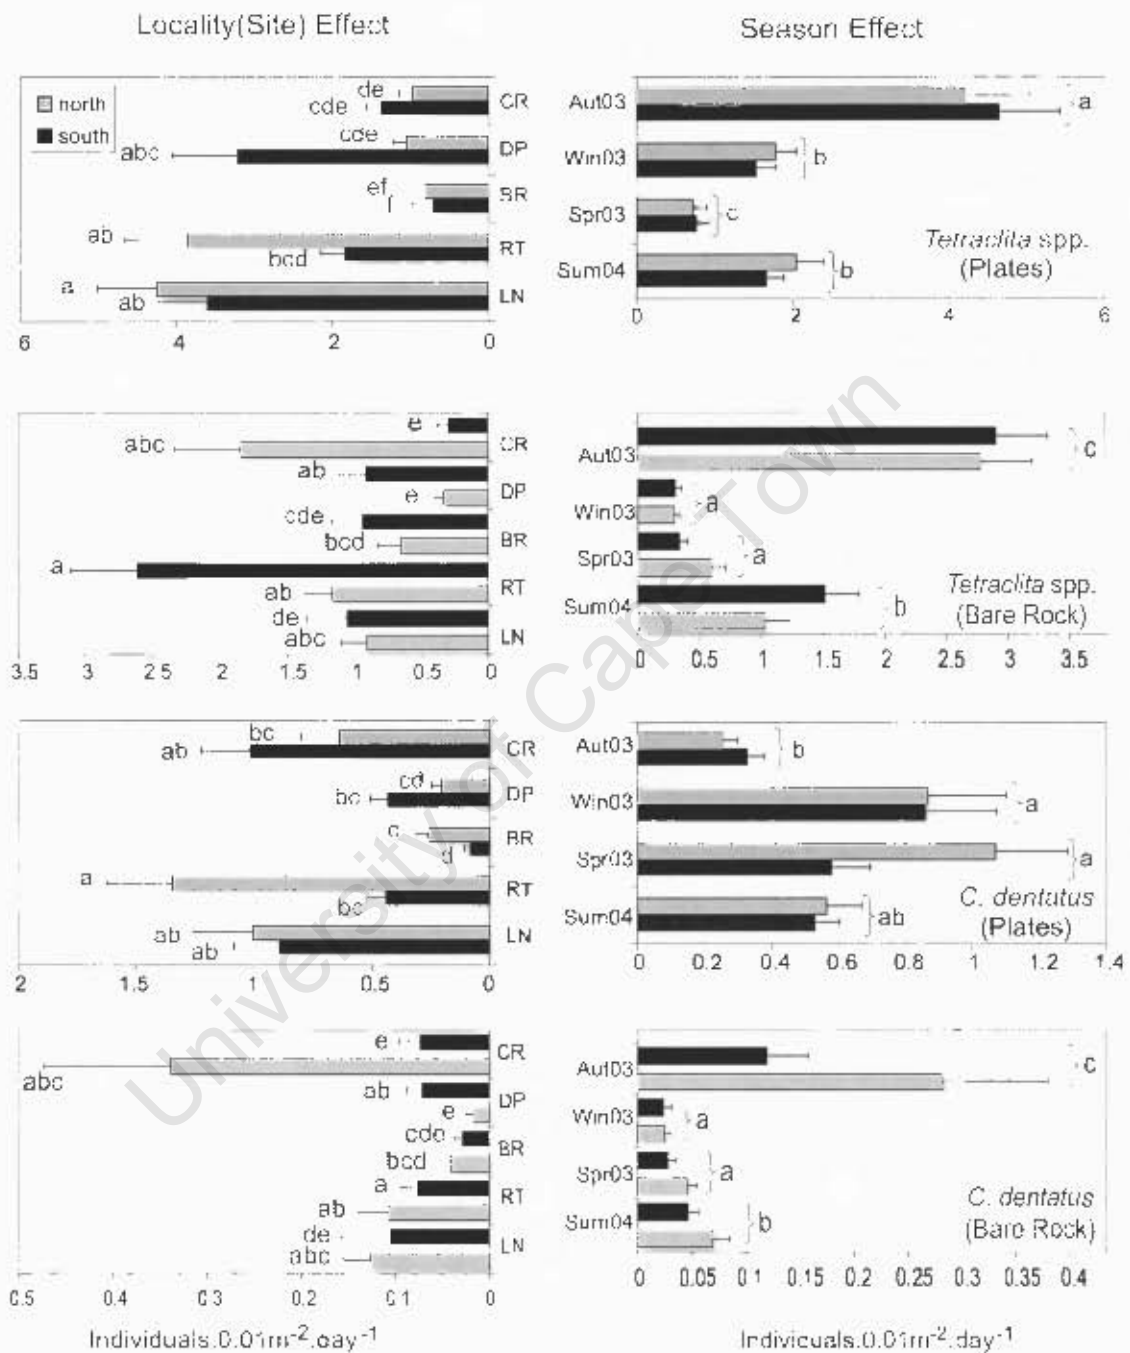 Locality(Site) Effect
Season Effect
north
south
de
cde
CR
cde
abc
DP
ef
f
BR
ab
bcd
RT
a
ab
LN
6 4 2 0
Aut03
a
Win03
b
Spr03
c
Sum04
b
Tetraclita spp.
(Plates)
0 2 4 6
e
abc
CR
ab
e
DP
cde
bcd
BR
a
ab
RT
de
abc
LN
3.5 3 2.5 2 1.5 1 0.5 0
Aut03
c
Win03
a
Spr03
a
Sum04
b
Tetraclita spp.
(Bare Rock)
0 0.5 1 1.5 2 2.5 3 3.5
bc
ab
CR
cd
bc
DP
c
d
BR
a
bc
RT
ab
ab
LN
2 1.5 1 0.5 0
Aut03
b
Win03
a
Spr03
a
Sum04
ab
C. dentatus
(Plates)
0 0.2 0.4 0.6 0.8 1 1.2 1.4
e
abc
CR
ab
e
DP
cde
bcd
BR
a
ab
RT
de
abc
LN
0.5 0.4 0.3 0.2 0.1 0
Aut03
c
Win03
a
Spr03
a
Sum04
b
C. dentatus
(Bare Rock)
0 0.05 0.1 0.15 0.2 0.25 0.3 0.35 0.4
Individuals.0.01m⁻².day⁻¹
Individuals.0.01m⁻².day⁻¹
University of Cape Town